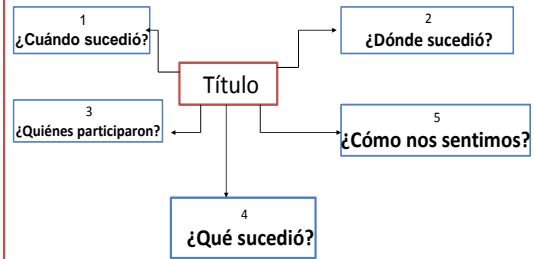 1
¿Cuándo sucedió?
2
¿Dónde sucedió?
Título
3
¿Quiénes participaron?
5
¿Cómo nos sentimos?
4
¿Qué sucedió?